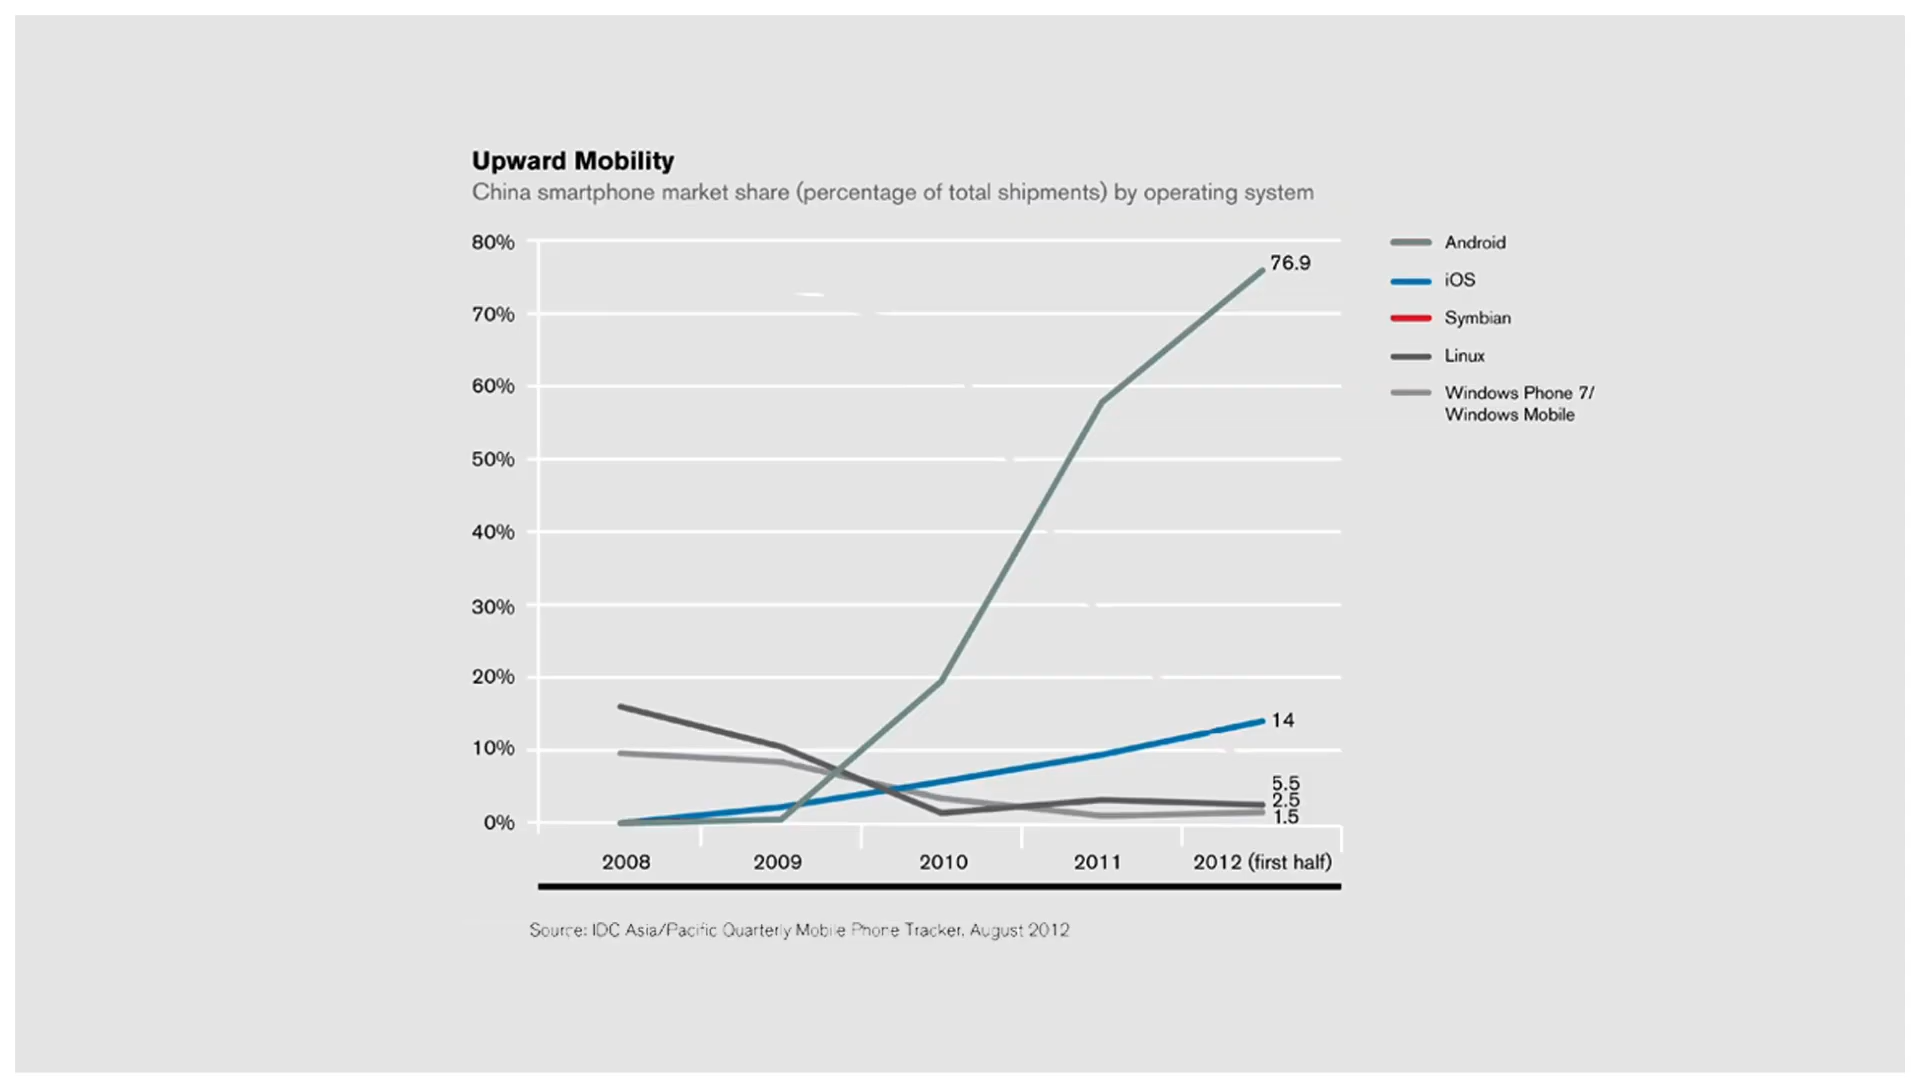 Upward Mobility
China smartphone market share (percentage of total shipments) by operating system
80%
70%
60%
50%
40%
30%
20%
10%
0%
76.9
14
5.5
2.5
1.5
2008
2009
2010
2011
2012 (first half)
Android
iOS
Symbian
Linux
Windows Phone 7/
Windows Mobile
Source: IDC Asia/Pacific Quarterly Mobile Phone Tracker, August 2012